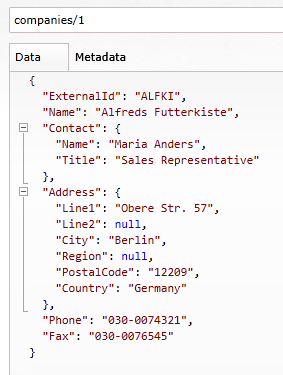 companies/1
Data Metadata
{
"ExternalId": "ALFKI",
"Name": "Alfreds Futterkiste",
"Contact": {
"Name": "Maria Anders",
"Title": "Sales Representative"
},
"Address": {
"Line1": "Obere Str. 57",
"Line2": null,
"City": "Berlin",
"Region": null,
"PostalCode": "12209",
"Country": "Germany"
},
"Phone": "030-0074321",
"Fax": "030-0076545"
}